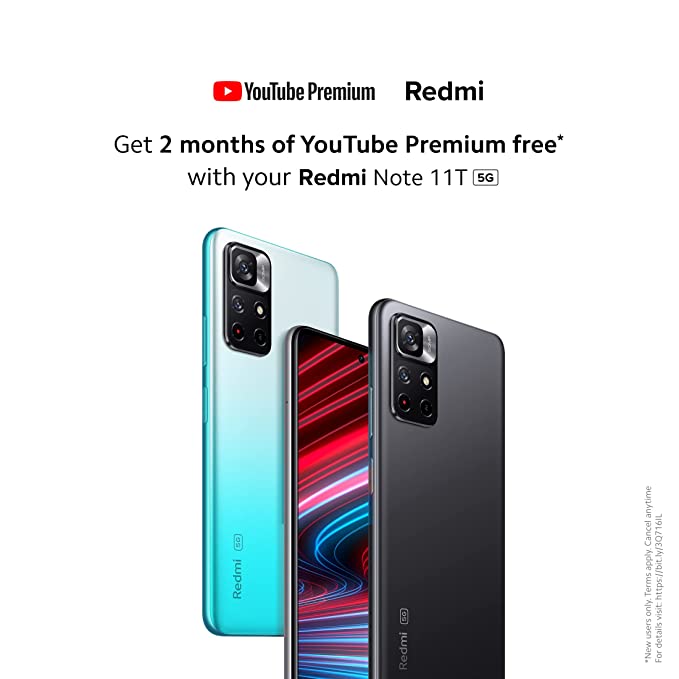 YouTube Premium Redmi
Get 2 months of YouTube Premium free*
with your Redmi Note 11T 5G
Redmi 5G
Redmi 5G
*New users only. Terms apply. Cancel anytime
For details visit: https://bit.ly/3Q716IL